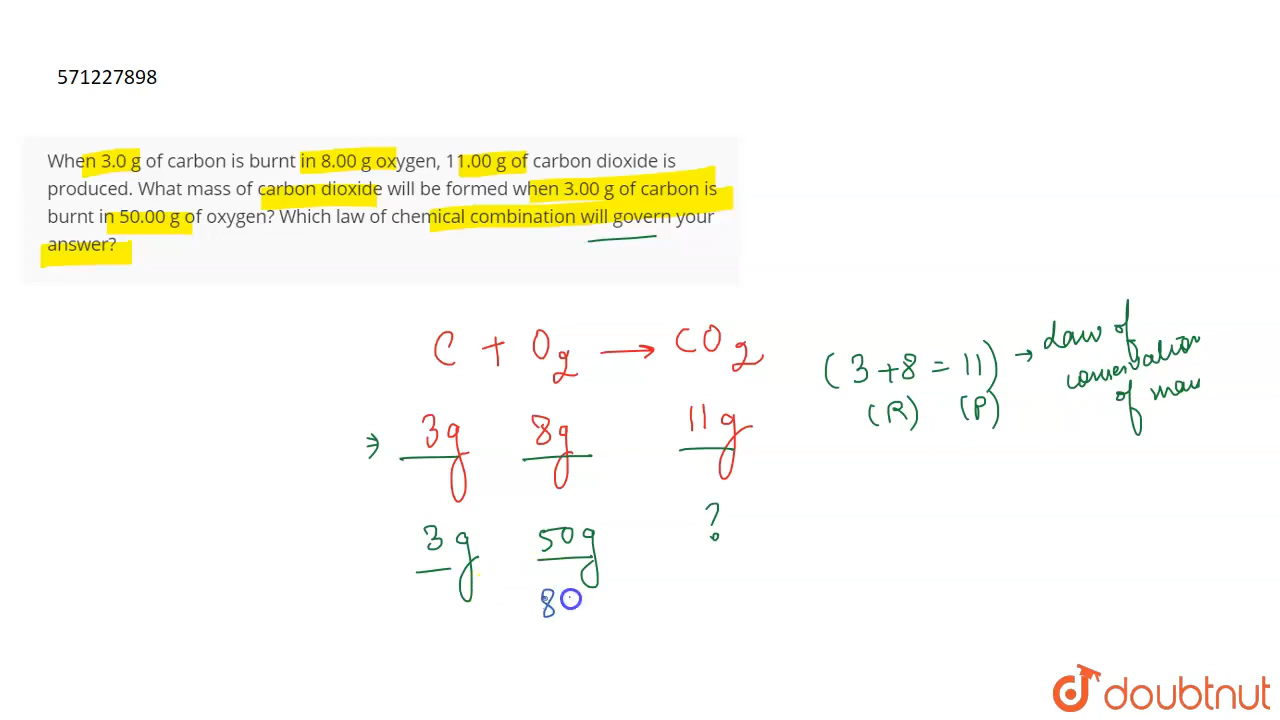 571227898
When 3.0 g of carbon is burnt in 8.00 g oxygen, 11.00 g of carbon dioxide is
produced. What mass of carbon dioxide will be formed when 3.00 g of carbon is
burnt in 50.00 g of oxygen? Which law of chemical combination will govern your
answer?
C + O2 → CO2
(3+8 = 11) → Law of
conservation
of mass
(R) (P)
⇒ 3g 8g 11g
3g 50g ?
8
doubtnut